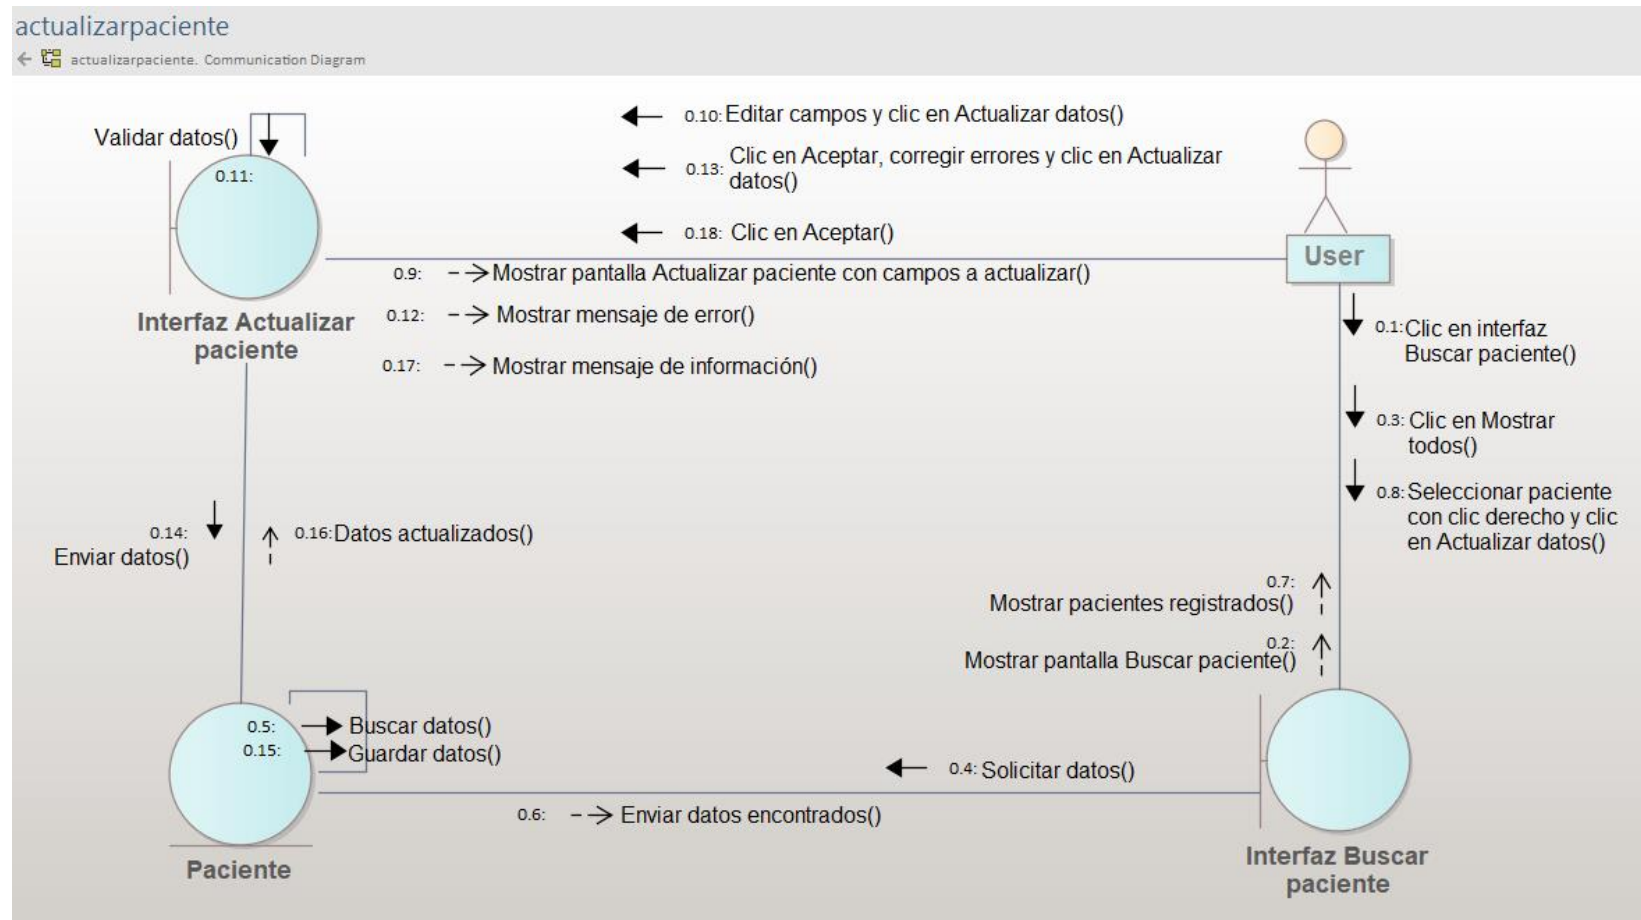 actualizarpaciente
actualizarpaciente. Communication Diagram
Validar datos()
0.11:
0.10: Editar campos y clic en Actualizar datos()
0.13: Clic en Aceptar, corregir errores y clic en Actualizar
datos()
0.18: Clic en Aceptar()
User
0.9: Mostrar pantalla Actualizar paciente con campos a actualizar()
Interfaz Actualizar
paciente
0.12: Mostrar mensaje de error()
0.17: Mostrar mensaje de información()
0.1: Clic en interfaz
Buscar paciente()
0.3: Clic en Mostrar
todos()
0.8: Seleccionar paciente
con clic derecho y clic
en Actualizar datos()
0.14:
Enviar datos()
0.16: Datos actualizados()
0.7:
Mostrar pacientes registrados()
0.2:
Mostrar pantalla Buscar paciente()
0.5: Buscar datos()
0.15: Guardar datos()
0.4: Solicitar datos()
0.6: Enviar datos encontrados()
Paciente
Interfaz Buscar
paciente